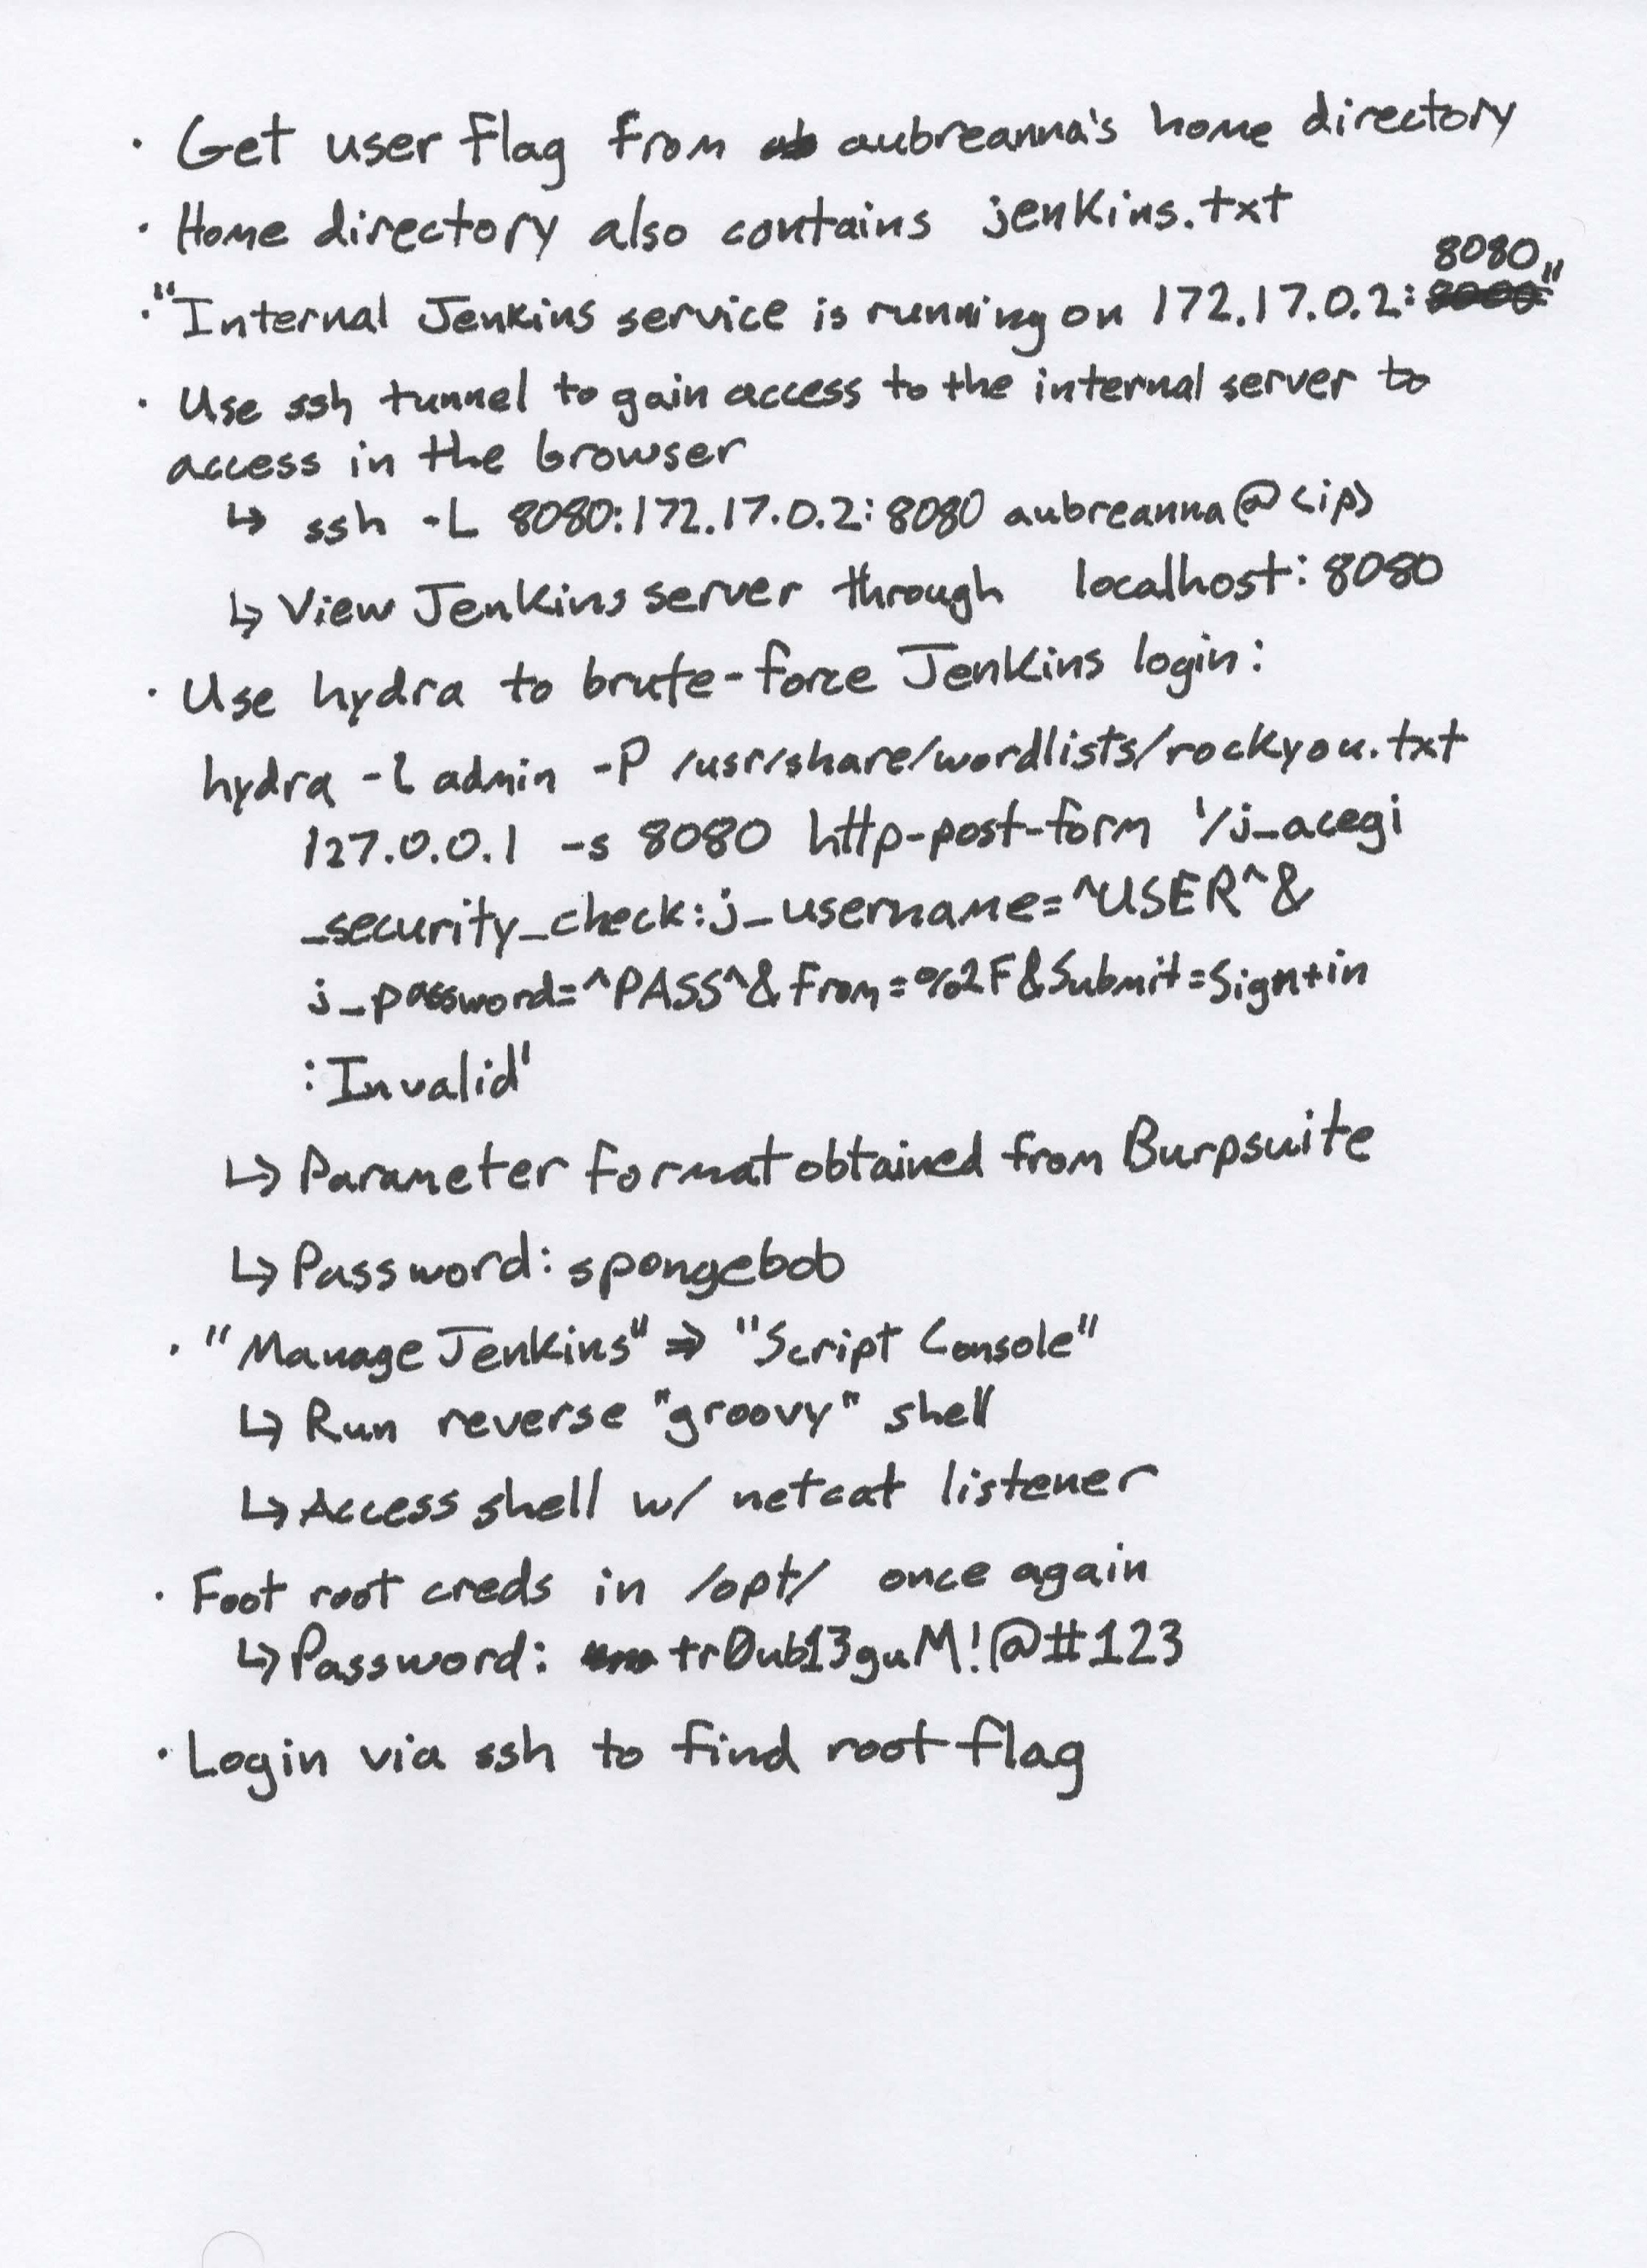 · Get user flag from aubreanna's home directory
· Home directory also contains jenkins.txt
8080
· "Internal Jenkins service is running on 172.17.0.2:"
· Use ssh tunnel to gain access to the internal server to
access in the browser
↳ ssh -L 8080:172.17.0.2:8080 aubreanna@<ip>
↳ View Jenkins server through localhost:8080
· Use hydra to brute-force Jenkins login:
hydra -l admin -P /usr/share/wordlists/rockyou.txt
127.0.0.1 -s 8080 http-post-form '/j_acegi
_security_check:j_username=^USER^&
j_password=^PASS^&from=%2F&Submit=Sign+in
:Invalid'
↳ Parameter format obtained from Burpsuite
↳ Password: spongebob
· "Manage Jenkins" ⇒ "Script Console"
↳ Run reverse "groovy" shell
↳ Access shell w/ netcat listener
· Foot root creds in /opt/ once again
↳ Password: tr0ub13guM!@#123
· Login via ssh to find root flag